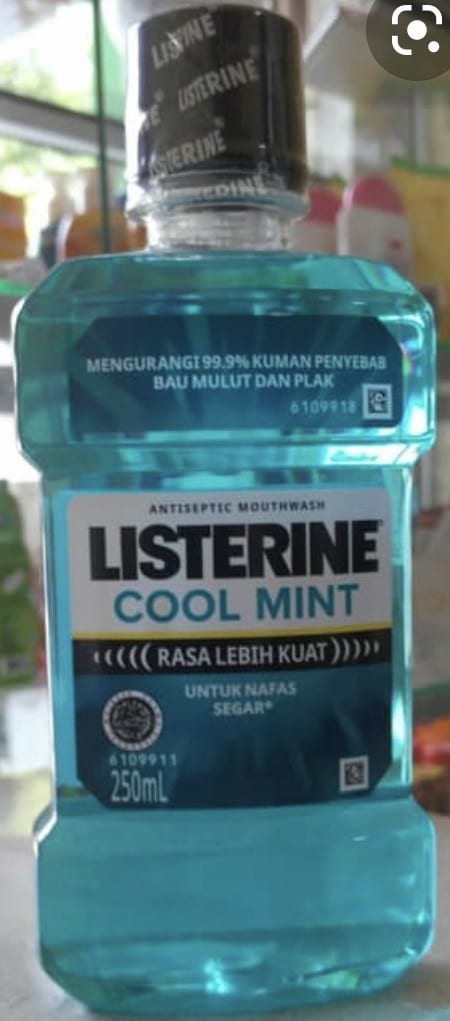 LISTERINE
LISTERINE
MENGURANGI 99.9% KUMAN PENYEBAB
BAU MULUT DAN PLAK
6109918
ANTISEPTIC MOUTHWASH
LISTERINE
COOL MINT
RASA LEBIH KUAT
UNTUK NAFAS
SEGAR*
6109911
250mL